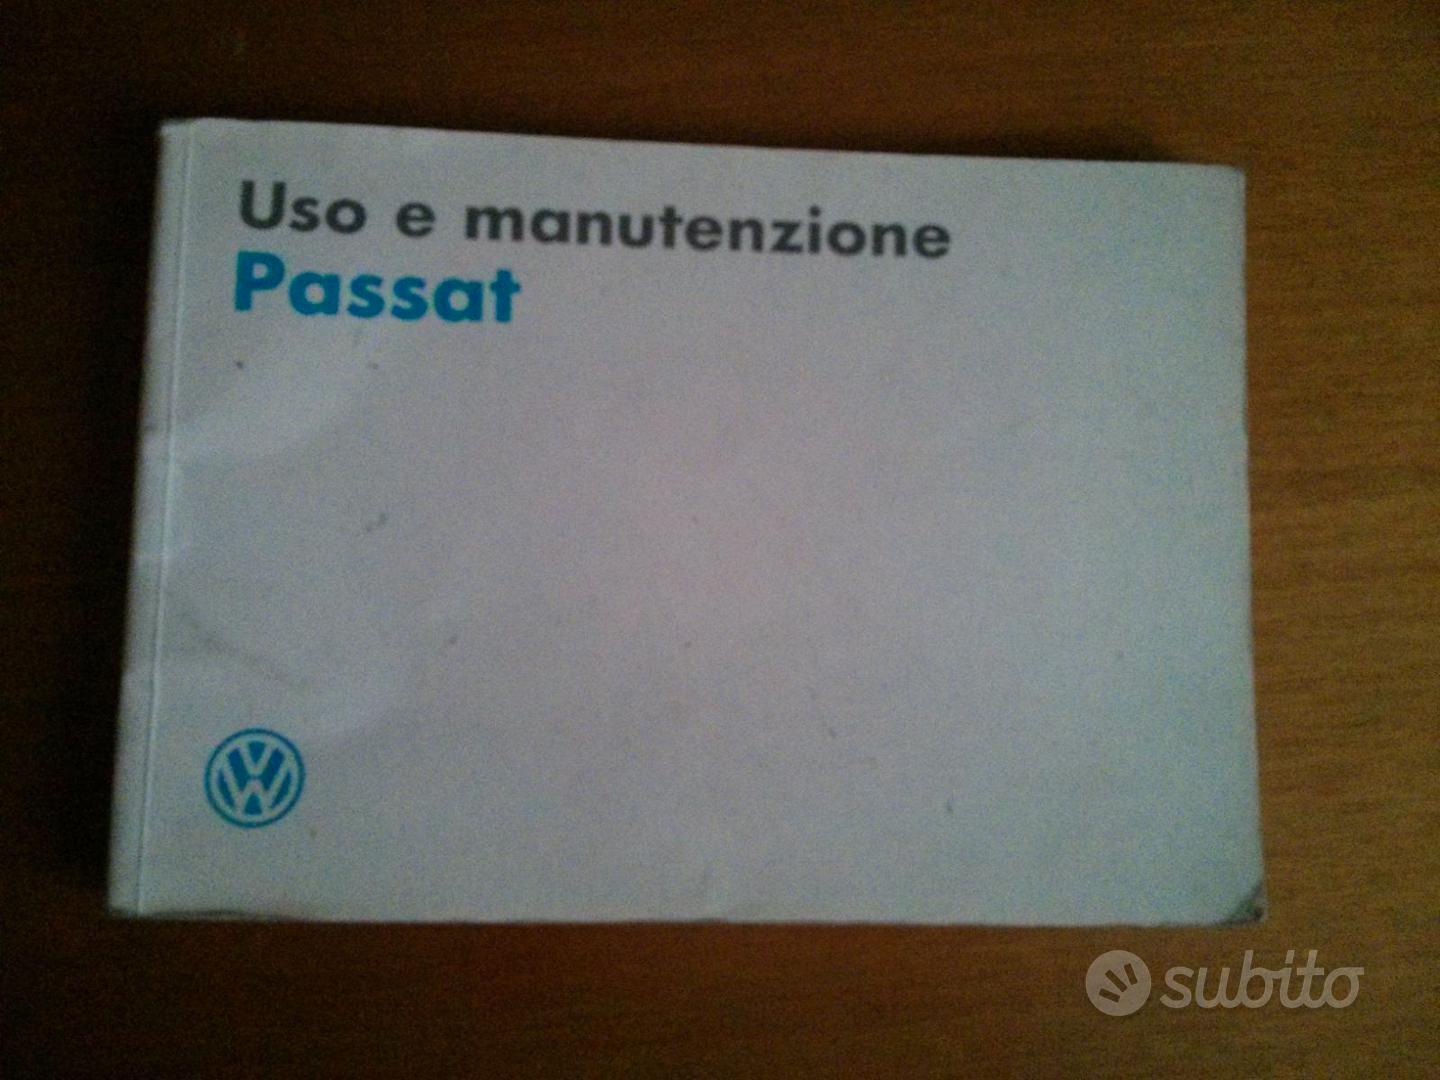 Uso e manutenzione
Passat
subito